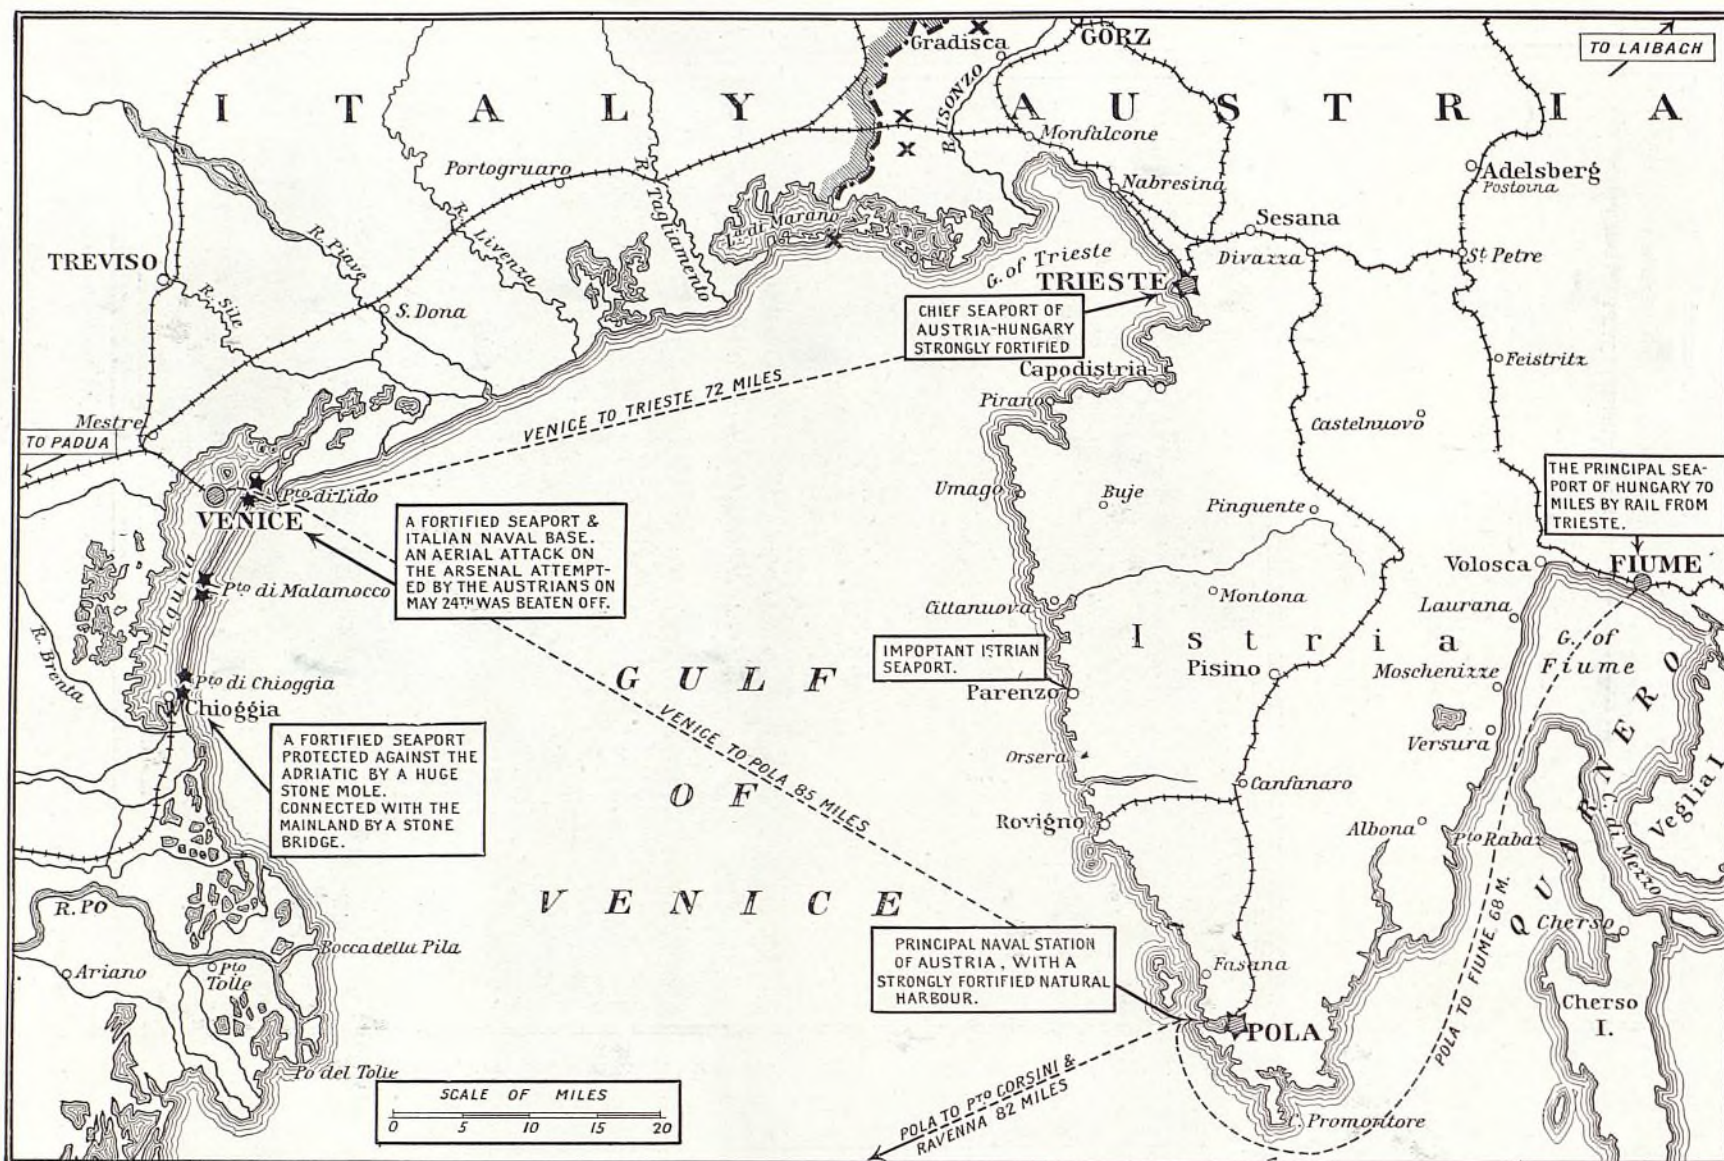 TO LAIBACH
Gradisca
GÖRZ
ITALY
AUSTRIA
R. ISONZO
Monfalcone
Portogruaro
R. Tagliamento
Nabresina
Adelsberg
Postoina
La. di Marano
Sesana
R. Piave
R. Livenza
G. of Trieste
Divazza
St. Petre
TREVISO
TRIESTE
R. Sile
S. Dona
CHIEF SEAPORT OF
AUSTRIA-HUNGARY
STRONGLY FORTIFIED
Feistritz
Capodistria
VENICE TO TRIESTE 72 MILES
Pirano
Castelnuovo
Mestre
TO PADUA
THE PRINCIPAL SEA-
PORT OF HUNGARY 70
MILES BY RAIL FROM
TRIESTE.
Pto di Lido
Umago
Buje
Pinguente
VENICE
A FORTIFIED SEAPORT &
ITALIAN NAVAL BASE.
AN AERIAL ATTACK ON
THE ARSENAL ATTEMPT-
ED BY THE AUSTRIANS ON
MAY 24TH WAS BEATEN OFF.
Volosca
FIUME
Laguna
Pto di Malamocco
Cittanuova
Montona
Laurana
R. Brenta
Istria
G. of
Fiume
IMPOPTANT ISTRIAN
SEAPORT.
Pisino
Moschenizze
Pto di Chioggia
Chioggia
GULF
OF
VENICE
Parenzo
VENICE TO POLA 85 MILES
Versura
QUARNERO
A FORTIFIED SEAPORT
PROTECTED AGAINST THE
ADRIATIC BY A HUGE
STONE MOLE.
CONNECTED WITH THE
MAINLAND BY A STONE
BRIDGE.
Orsera
Canfanaro
Veglia I.
C. di Mezzo
Rovigno
Albona
Pto Rabaz
R. PO
Bocca della Pila
Cherso
PRINCIPAL NAVAL STATION
OF AUSTRIA, WITH A
STRONGLY FORTIFIED NATURAL
HARBOUR.
Ariano
Pto
Tolle
Fasana
Cherso
I.
POLA
POLA TO FIUME 68 M.
Po del Tolle
SCALE OF MILES
0 5 10 15 20
POLA TO PTO CORSINI &
RAVENNA 82 MILES
C. Promontore